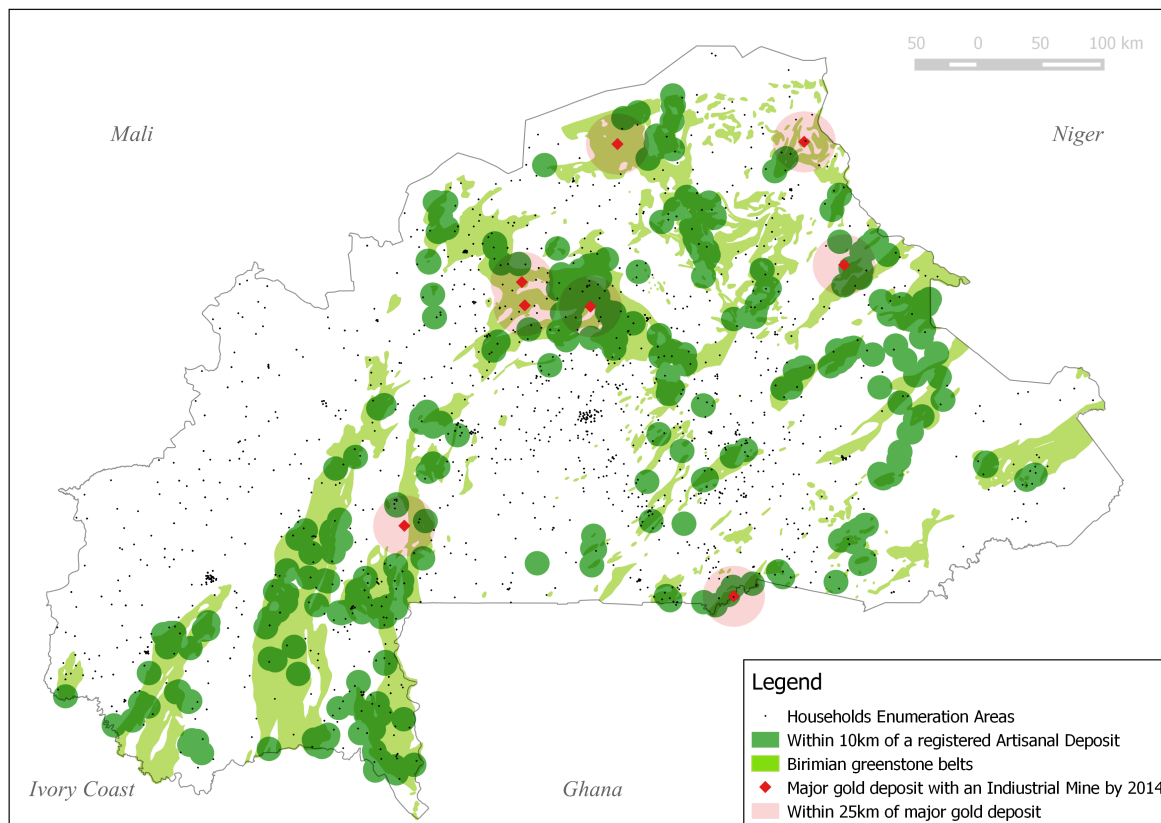 50 0 50 100 km
Mali
Niger
Ivory Coast
Ghana
Legend
Households Enumeration Areas
Within 10km of a registered Artisanal Deposit
Birimian greenstone belts
Major gold deposit with an Indiustrial Mine by 2014
Within 25km of major gold deposit